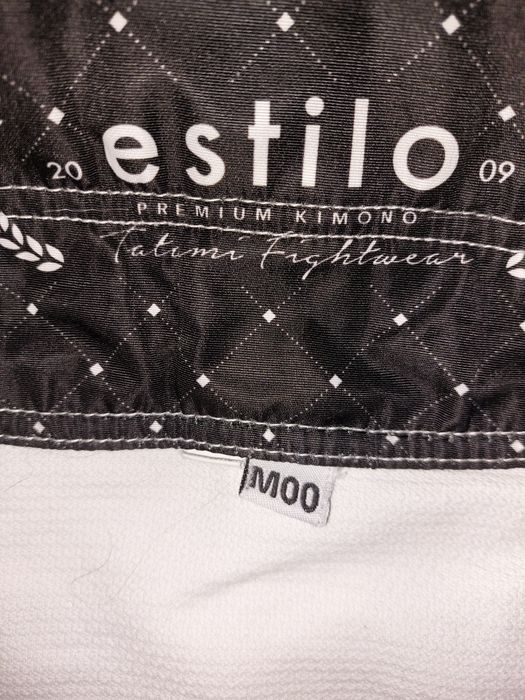 20 estilo 09
PREMIUM KIMONO
Tatami Fightwear
M00